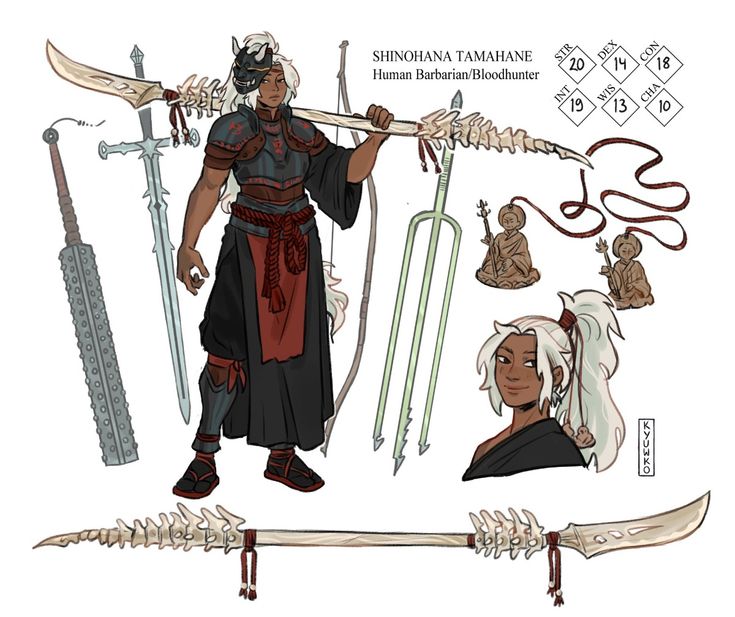 SHINOHANA TAMAHANE
Human Barbarian/Bloodhunter
STR
20
DEX
14
CON
18
INT
19
WIS
13
CHA
10
KYUWKO